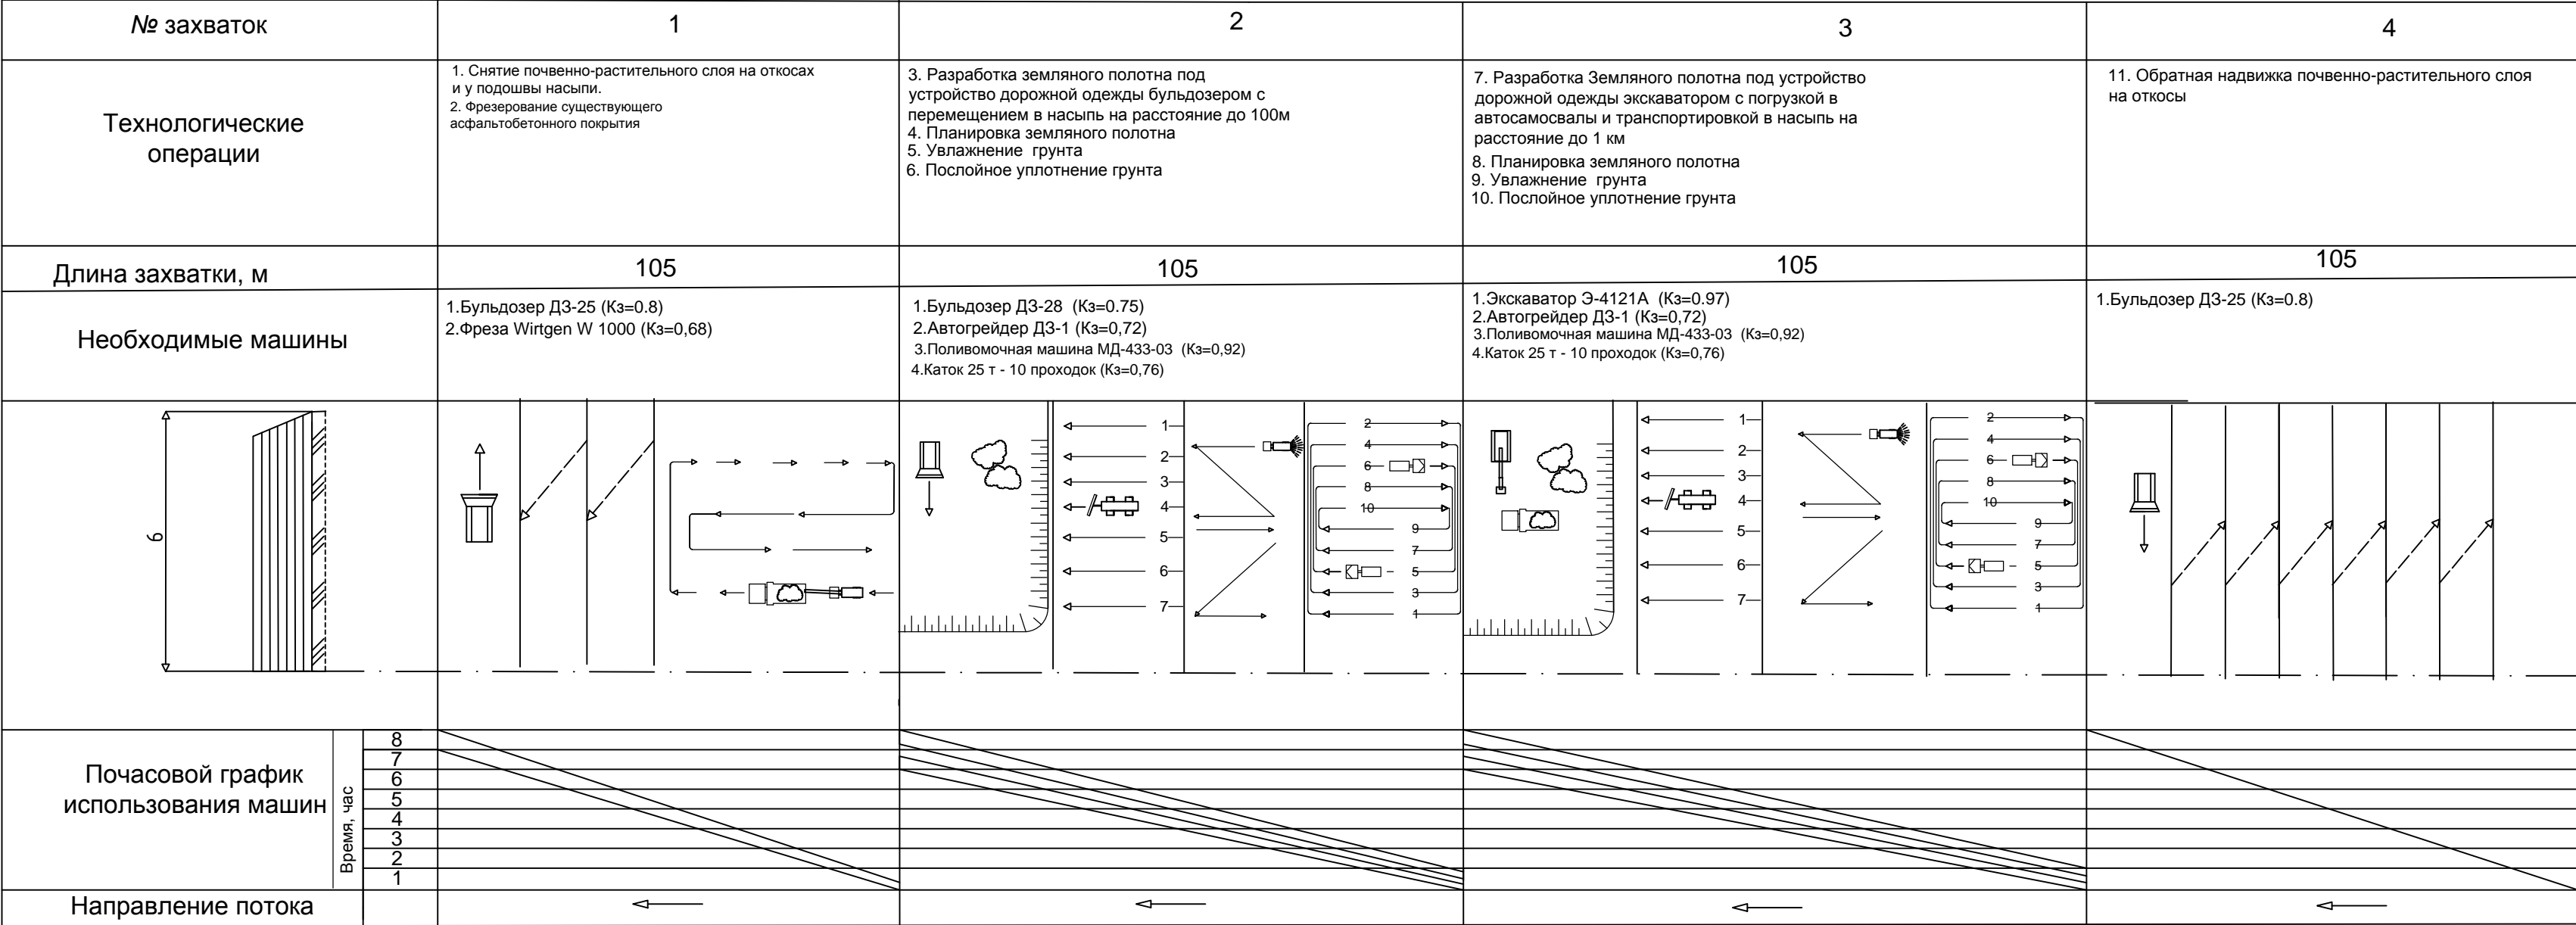 № захваток
1
2
3
4
Технологические
операции
1. Снятие почвенно-растительного слоя на откосах
и у подошвы насыпи.
2. Фрезерование существующего
асфальтобетонного покрытия
3. Разработка земляного полотна под
устройство дорожной одежды бульдозером с
перемещением в насыпь на расстояние до 100м
4. Планировка земляного полотна
5. Увлажнение грунта
6. Послойное уплотнение грунта
7. Разработка Земляного полотна под устройство
дорожной одежды экскаватором с погрузкой в
автосамосвалы и транспортировкой в насыпь на
расстояние до 1 км
8. Планировка земляного полотна
9. Увлажнение грунта
10. Послойное уплотнение грунта
11. Обратная надвижка почвенно-растительного слоя
на откосы
Длина захватки, м
105
105
105
105
Необходимые машины
1.Бульдозер ДЗ-25 (Кз=0.8)
2.Фреза Wirtgen W 1000 (Кз=0,68)
1.Бульдозер ДЗ-28 (Кз=0.75)
2.Автогрейдер ДЗ-1 (Кз=0,72)
3.Поливомочная машина МД-433-03 (Кз=0,92)
4.Каток 25 т - 10 проходок (Кз=0,76)
1.Экскаватор Э-4121А (Кз=0.97)
2.Автогрейдер ДЗ-1 (Кз=0,72)
3.Поливомочная машина МД-433-03 (Кз=0,92)
4.Каток 25 т - 10 проходок (Кз=0,76)
1.Бульдозер ДЗ-25 (Кз=0.8)
6
1
2
3
4
5
6
7
2
4
6
8
10
9
7
5
3
1
1
2
3
4
5
6
7
2
4
6
8
10
9
7
5
3
1
Почасовой график
использования машин
Время, час
8
7
6
5
4
3
2
1
Направление потока